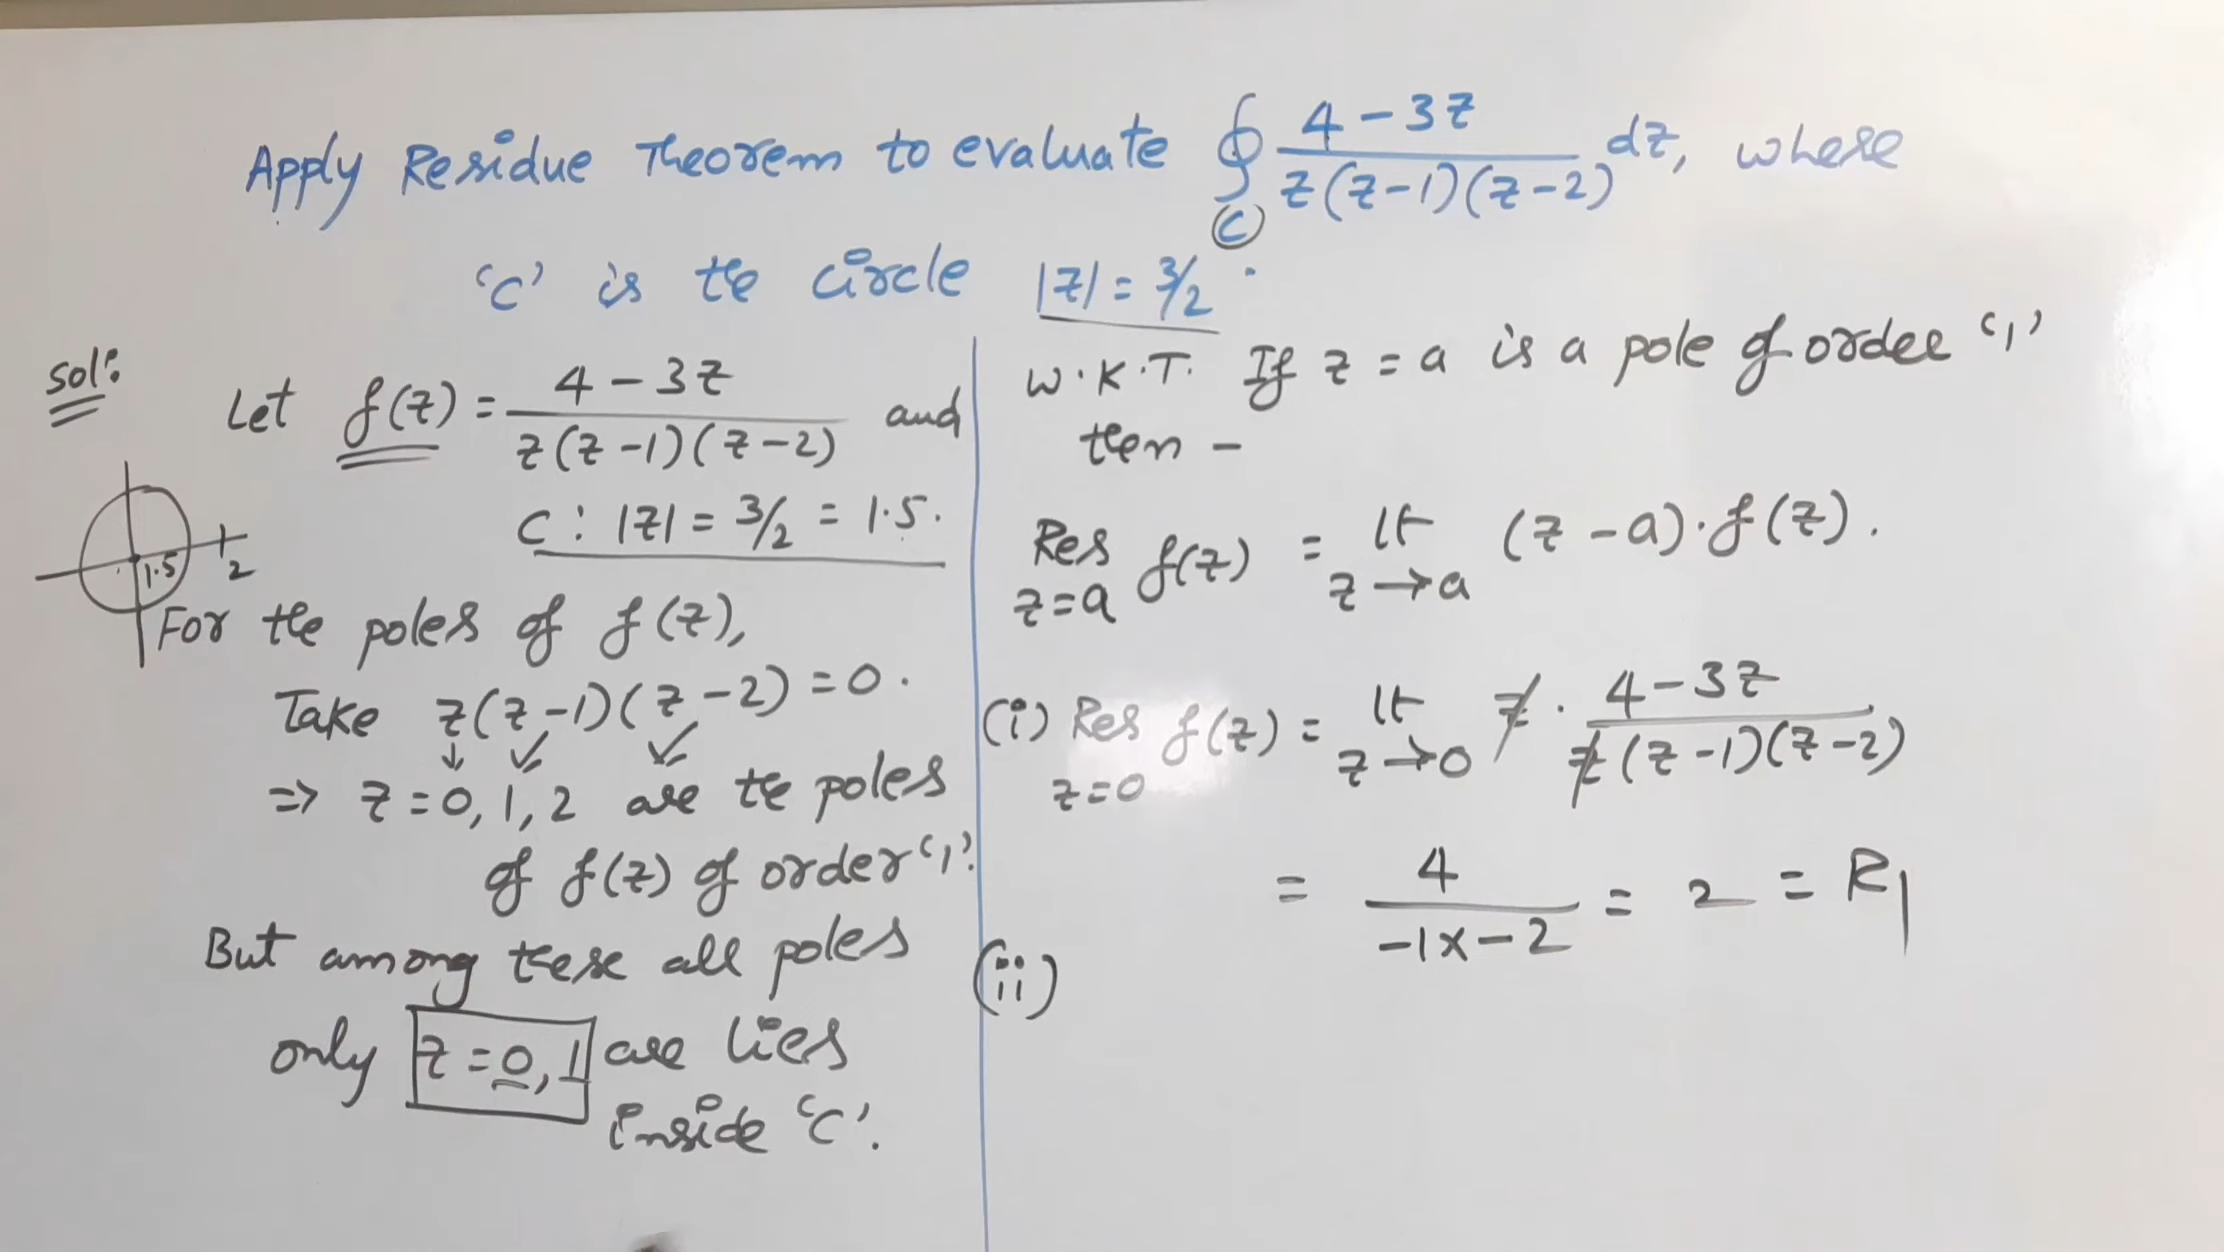 Apply Residue Theorem to evaluate ∮_C (4-3z)/(z(z-1)(z-2)) dz, where
'C' is the circle |z| = 3/2.
Sol:
Let f(z) = (4-3z)/(z(z-1)(z-2)) and
C : |z| = 3/2 = 1.5.
1.5 2
For the poles of f(z),
Take z(z-1)(z-2) = 0.
⇒ z = 0, 1, 2 are the poles
of f(z) of order '1'.
But among these all poles
only z = 0, 1 are lies
inside 'C'.
W.K.T. If z = a is a pole of order '1'
then -
Res_{z=a} f(z) = lt_{z→a} (z-a)·f(z).
(i) Res_{z=0} f(z) = lt_{z→0} z · (4-3z)/(z(z-1)(z-2))
= 4/(-1×-2) = 2 = R1
(ii)